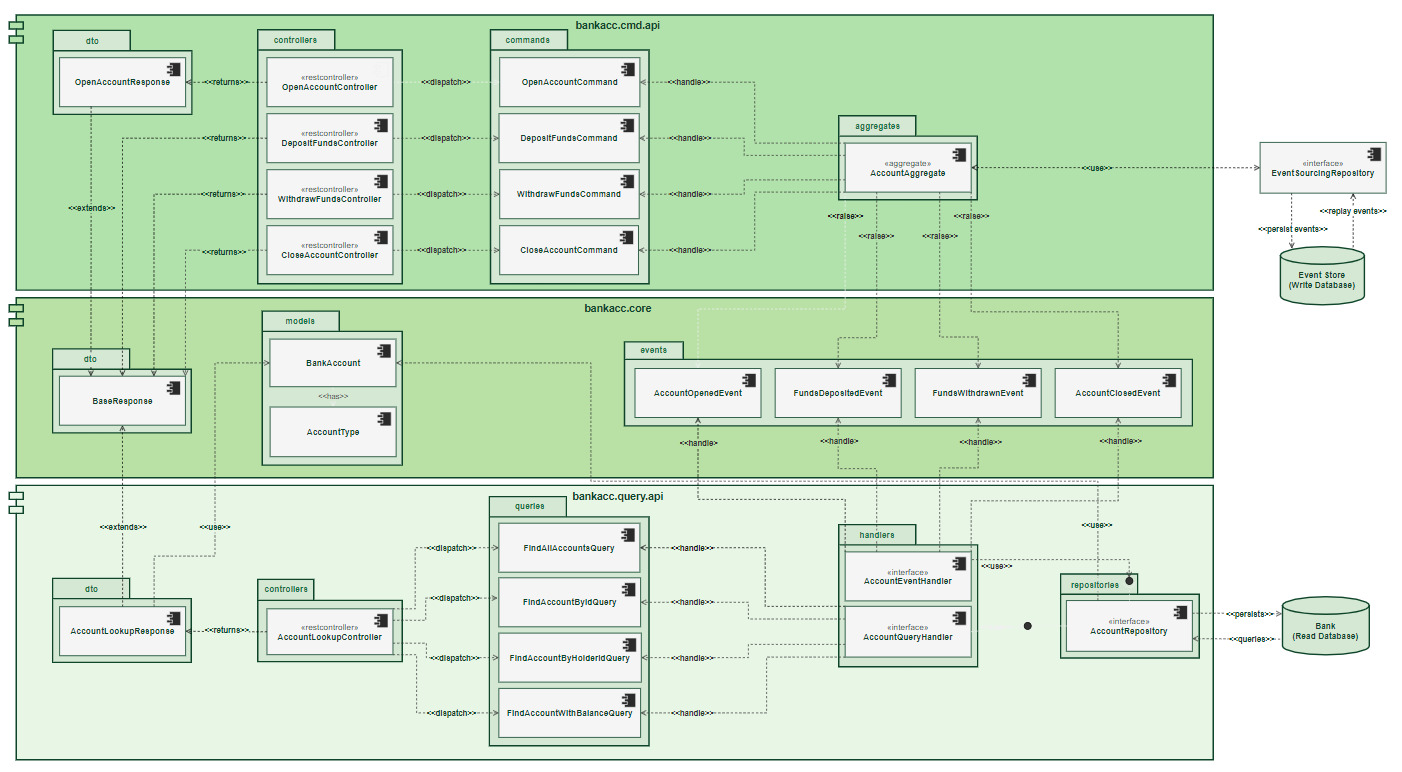 bankacc.cmd.api
dto
OpenAccountResponse
controllers
«restcontroller»
OpenAccountController
«restcontroller»
DepositFundsController
«restcontroller»
WithdrawFundsController
«restcontroller»
CloseAccountController
commands
OpenAccountCommand
DepositFundsCommand
WithdrawFundsCommand
CloseAccountCommand
<<returns>>
<<returns>>
<<returns>>
<<returns>>
<<dispatch>>
<<dispatch>>
<<dispatch>>
<<dispatch>>
<<handle>>
<<handle>>
<<handle>>
<<handle>>
<<extends>>
aggregates
«aggregate»
AccountAggregate
<<raise>>
<<raise>>
<<raise>>
<<raise>>
<<use>>
«interface»
EventSourcingRepository
<<replay events>>
<<persist events>>
Event Store
(Write Database)
bankacc.core
dto
BaseResponse
models
BankAccount
<<has>>
AccountType
events
AccountOpenedEvent
FundsDepositedEvent
FundsWithdrawnEvent
AccountClosedEvent
<<handle>
<<handle>
<<handle>>
<<handle>>
bankacc.query.api
<<extends>>
<<use>>
dto
AccountLookupResponse
<<returns>>
controllers
«restcontroller»
AccountLookupController
<<dispatch>>
<<dispatch>>
<<dispatch>>
<<dispatch>>
queries
FindAllAccountsQuery
FindAccountByIdQuery
FindAccountByHolderIdQuery
FindAccountWithBalanceQuery
<<handle>>
<<handle>>
<<handle>>
<<handle>>
handlers
«interface»
AccountEventHandler
«interface»
AccountQueryHandler
<<use>>
<<use>>
repositories
«interface»
AccountRepository
<<persists>>
<<queries>>
Bank
(Read Database)